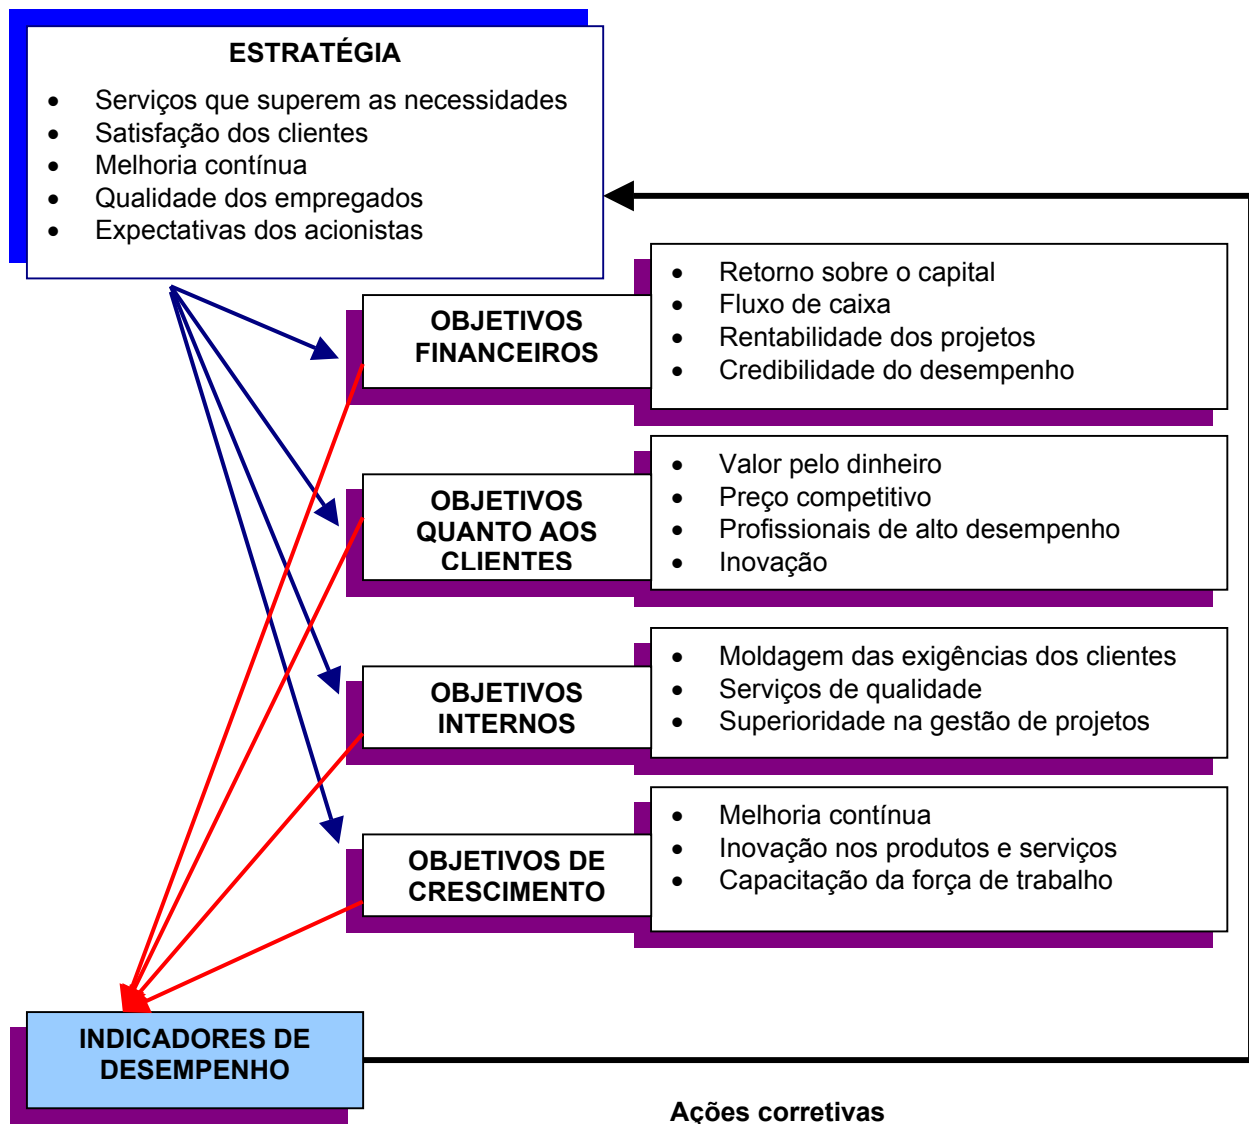 ESTRATÉGIA
• Serviços que superem as necessidades
• Satisfação dos clientes
• Melhoria contínua
• Qualidade dos empregados
• Expectativas dos acionistas
OBJETIVOS
FINANCEIROS
• Retorno sobre o capital
• Fluxo de caixa
• Rentabilidade dos projetos
• Credibilidade do desempenho
OBJETIVOS
QUANTO AOS
CLIENTES
• Valor pelo dinheiro
• Preço competitivo
• Profissionais de alto desempenho
• Inovação
OBJETIVOS
INTERNOS
• Moldagem das exigências dos clientes
• Serviços de qualidade
• Superioridade na gestão de projetos
OBJETIVOS DE
CRESCIMENTO
• Melhoria contínua
• Inovação nos produtos e serviços
• Capacitação da força de trabalho
INDICADORES DE
DESEMPENHO
Ações corretivas